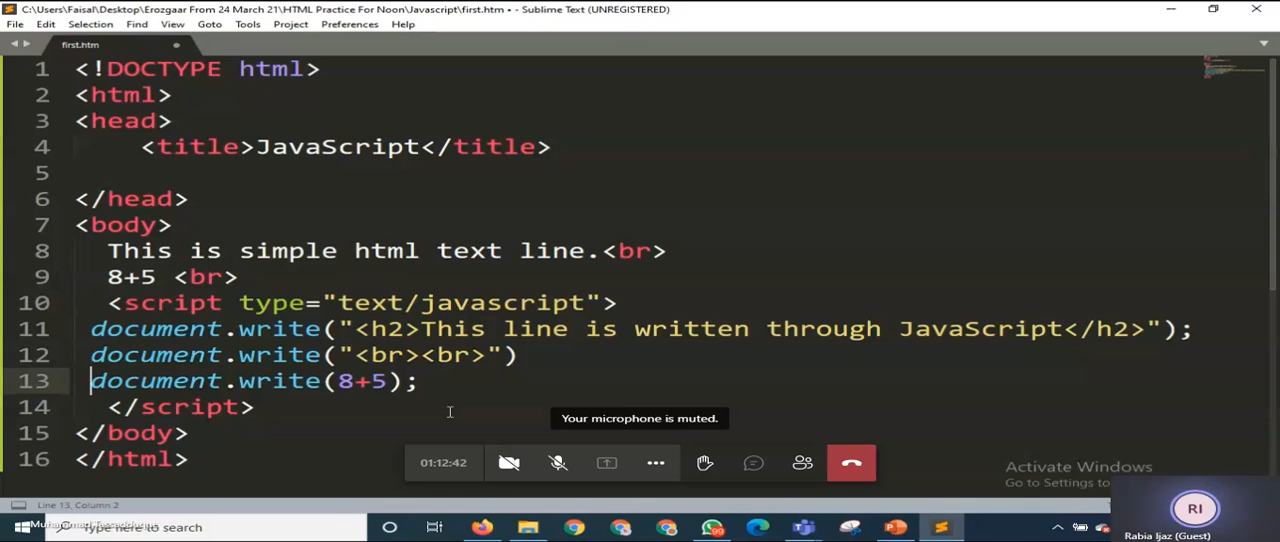 C:\Users\Faisal\Desktop\Erozgaar From 24 March 21\HTML Practice For Noon\Javascript\first.htm • - Sublime Text (UNREGISTERED)
File Edit Selection Find View Goto Tools Project Preferences Help
first.htm
1 <!DOCTYPE html>
2 <html>
3 <head>
4 <title>JavaScript</title>
5
6 </head>
7 <body>
8 This is simple html text line.<br>
9 8+5 <br>
10 <script type="text/javascript">
11 document.write("<h2>This line is written through JavaScript</h2>");
12 document.write("<br><br>")
13 document.write(8+5);
14 </script>
Your microphone is muted.
15 </body>
16 </html>
01:12:42
Activate Windows
Go to Settings to
RI
Line 13, Column 2
Type here to search
99
Rabia Ijaz (Guest)